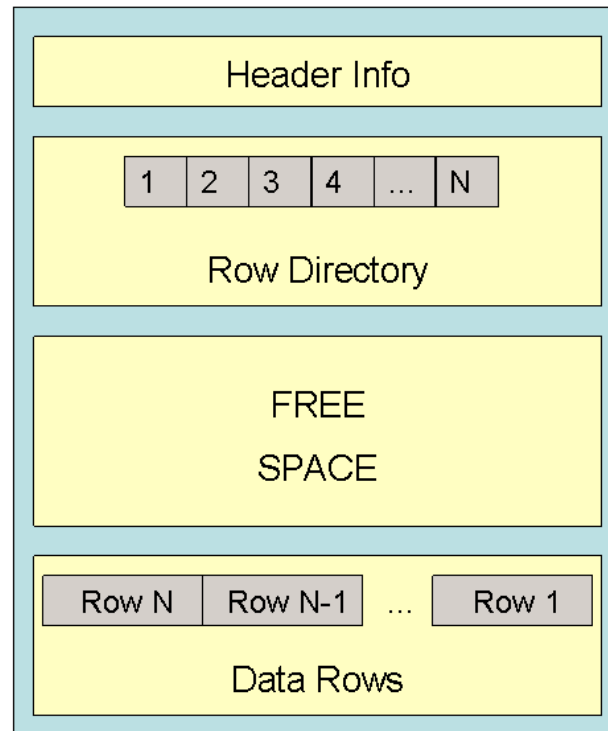 Header Info
1 2 3 4 ... N
Row Directory
FREE
SPACE
Row N Row N-1 ... Row 1
Data Rows